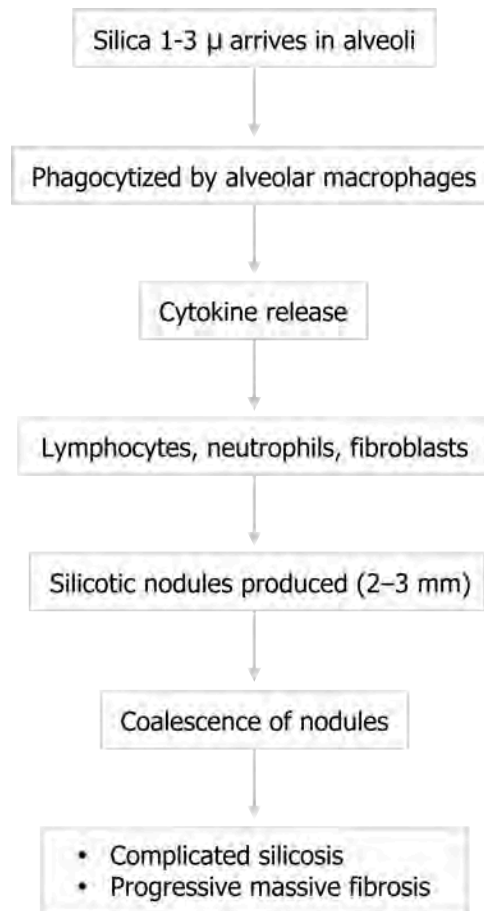 Silica 1-3 μ arrives in alveoli
Phagocytized by alveolar macrophages
Cytokine release
Lymphocytes, neutrophils, fibroblasts
Silicotic nodules produced (2–3 mm)
Coalescence of nodules
• Complicated silicosis
• Progressive massive fibrosis